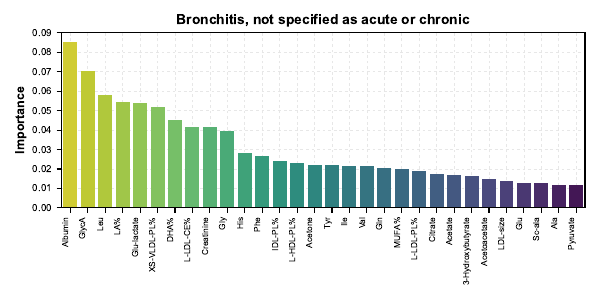 Bronchitis, not specified as acute or chronic
Importance
0.09
0.08
0.07
0.06
0.05
0.04
0.03
0.02
0.01
0.00
Albumin
GlycA
Leu
LA%
Glu-lactate
XS-VLDL-PL%
DHA%
L-LDL-CE%
Creatinine
Gly
His
Phe
IDL-PL%
L-HDL-PL%
Acetone
Tyr
Ile
Val
Gln
MUFA%
L-LDL-PL%
Citrate
Acetate
3-Hydroxybutyrate
Acetoacetate
LDL-size
Glu
Sc-ala
Ala
Pyruvate